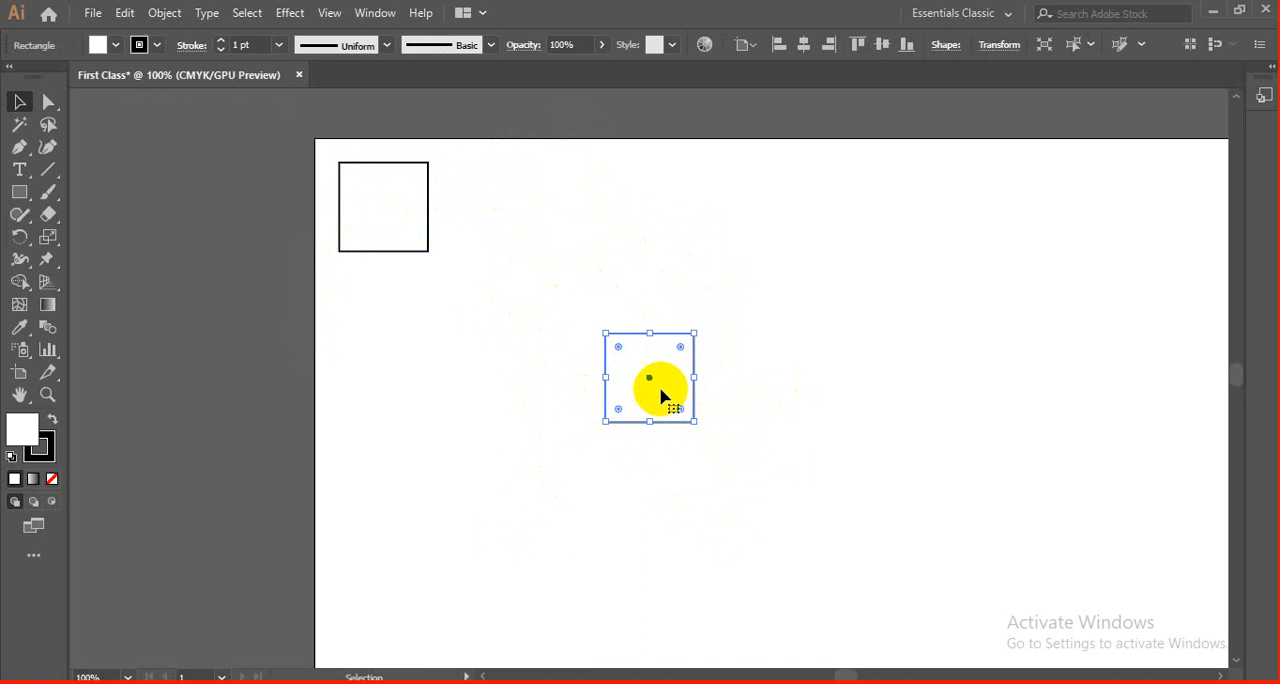 Ai File Edit Object Type Select Effect View Window Help Essentials Classic Search Adobe Stock
Rectangle Stroke: 1 pt Uniform Basic Opacity: 100% Style: Shape: Transform
First Class* @ 100% (CMYK/GPU Preview)
T
Activate Windows
Go to Settings to activate Windows.
100% 1 Selection